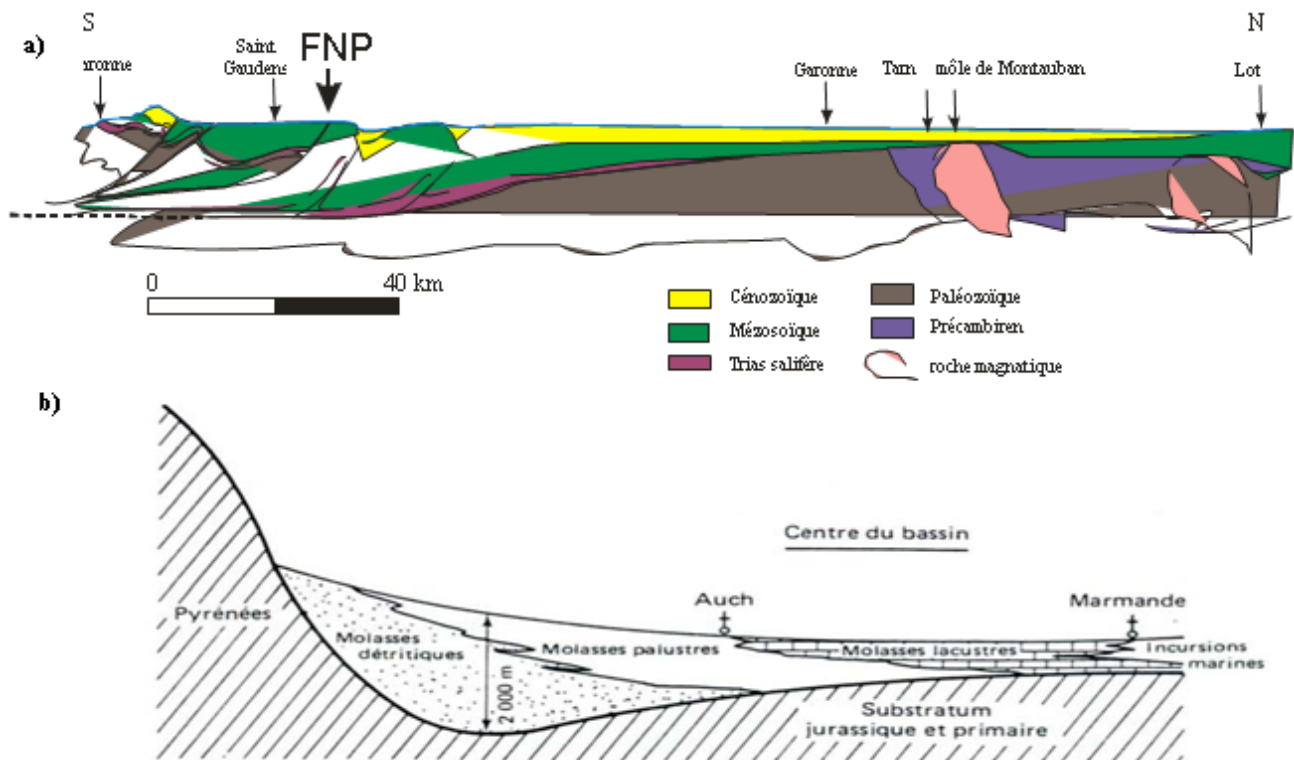 S
N
a)
ıronne
Saint
Gaudens
FNP
Garonne
Tarn
môle de Montauban
Lot
0
40 km
Cénozoïque
Mézosoïque
Trias salifère
Paléozoïque
Précambiren
roche magnatique
b)
Centre du bassin
Auch
Marmande
Pyrénées
Molasses
détritiques
2 000 m
Molasses palustres
Molasses lacustres
Incursions
marines
Substratum
jurassique et primaire